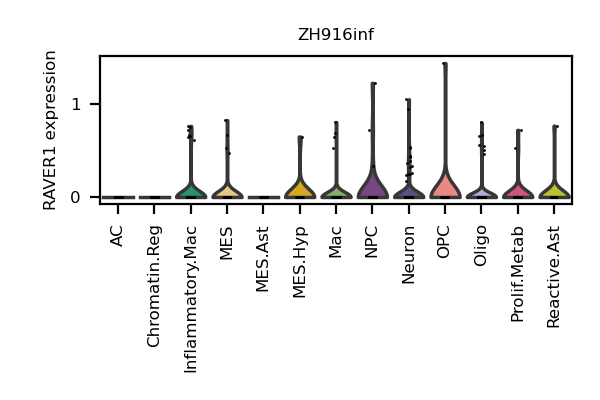 ZH916inf
RAVER1 expression
1
0
AC
Chromatin.Reg
Inflammatory.Mac
MES
MES.Ast
MES.Hyp
Mac
NPC
Neuron
OPC
Oligo
Prolif.Metab
Reactive.Ast